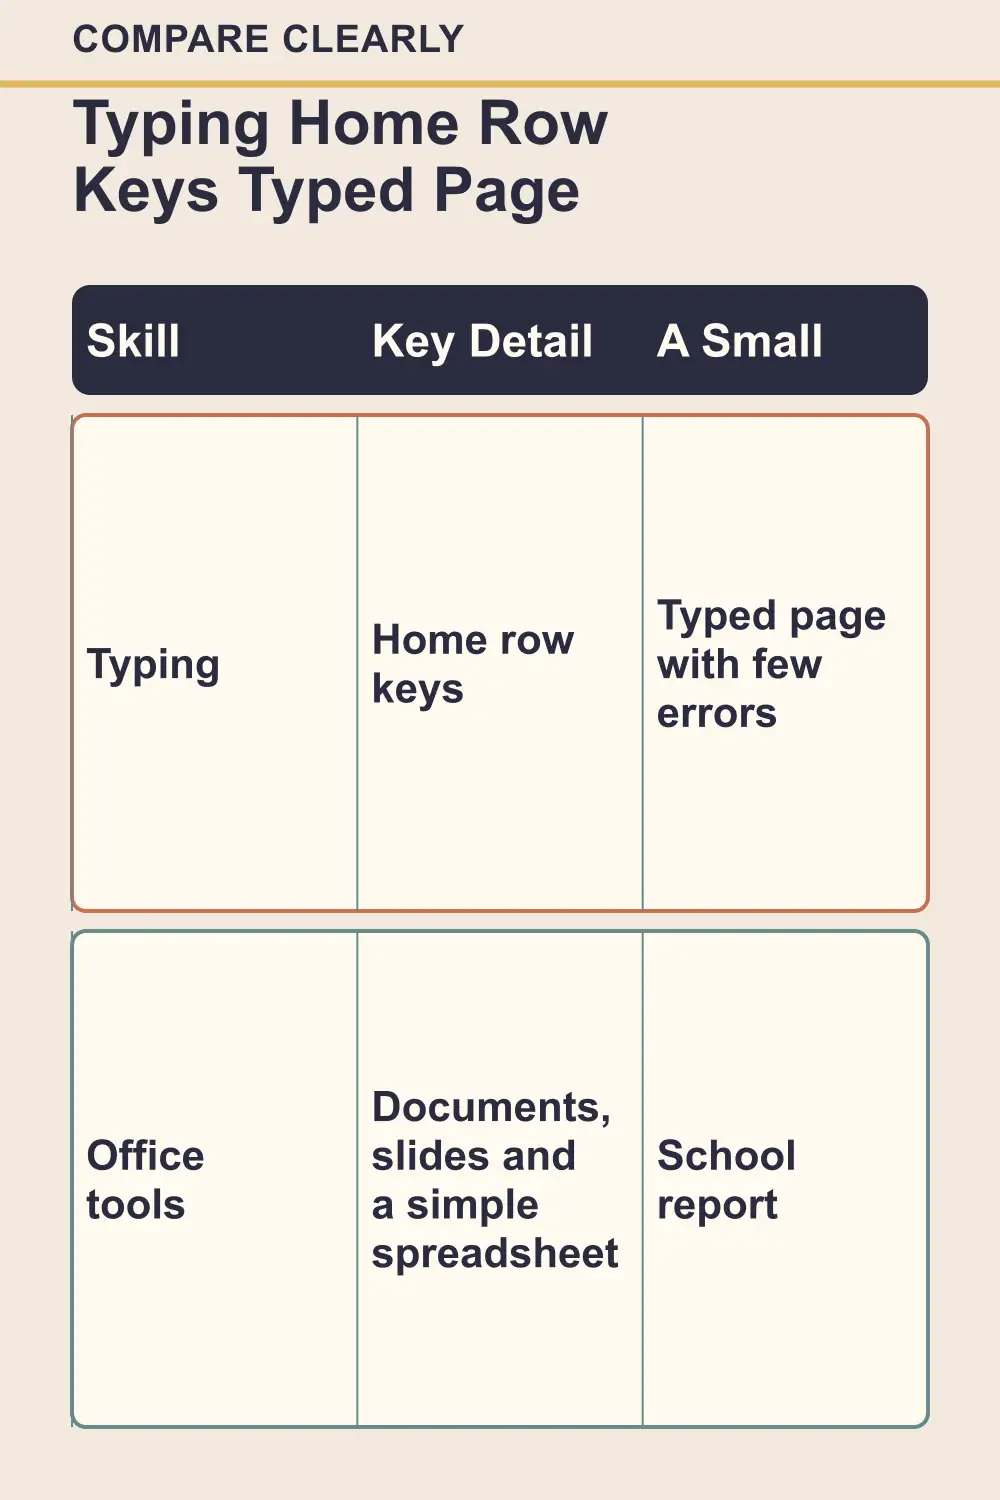 COMPARE CLEARLY
Typing Home Row
Keys Typed Page
Skill
Key Detail
A Small
Typing
Home row
keys
Typed page
with few
errors
Office
tools
Documents,
slides and
a simple
spreadsheet
School
report